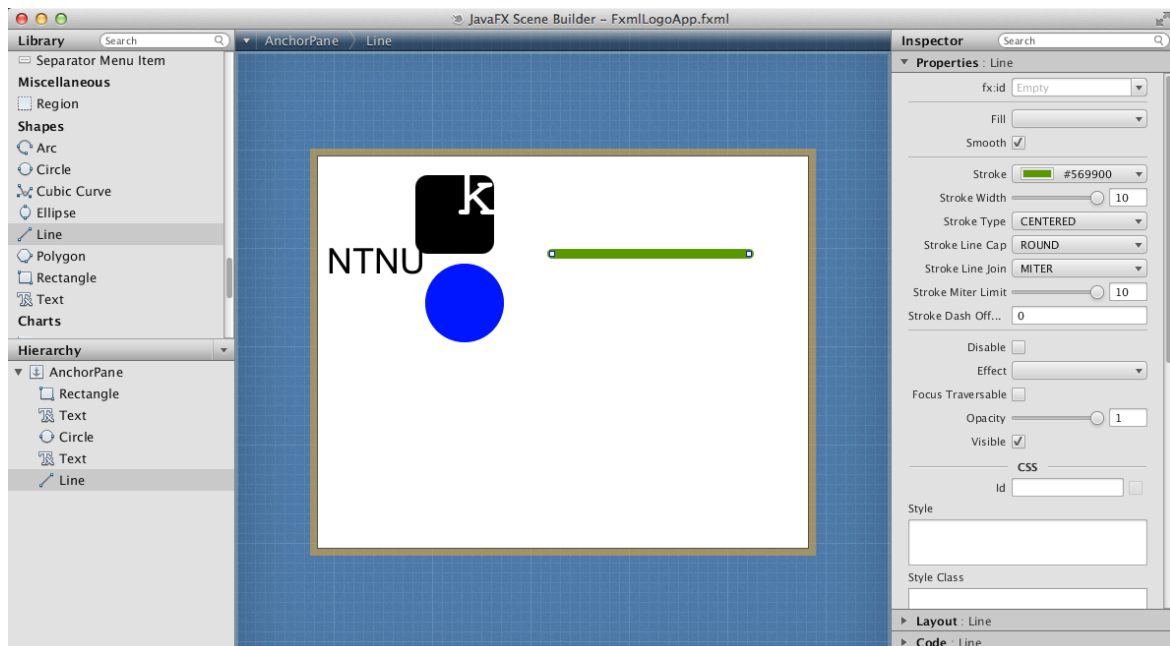 JavaFX Scene Builder – FxmlLogoApp.fxml
Library
Search
Separator Menu Item
Miscellaneous
Region
Shapes
Arc
Circle
Cubic Curve
Ellipse
Line
Polygon
Rectangle
Text
Charts
Hierarchy
AnchorPane
Rectangle
Text
Circle
Text
Line
AnchorPane Line
k
NTNU
Inspector
Search
Properties : Line
fx:id Empty
Fill
Smooth
Stroke #569900
Stroke Width 10
Stroke Type CENTERED
Stroke Line Cap ROUND
Stroke Line Join MITER
Stroke Miter Limit 10
Stroke Dash Off... 0
Disable
Effect
Focus Traversable
Opacity 1
Visible
CSS
Id
Style
Style Class
Layout : Line
Code : Line